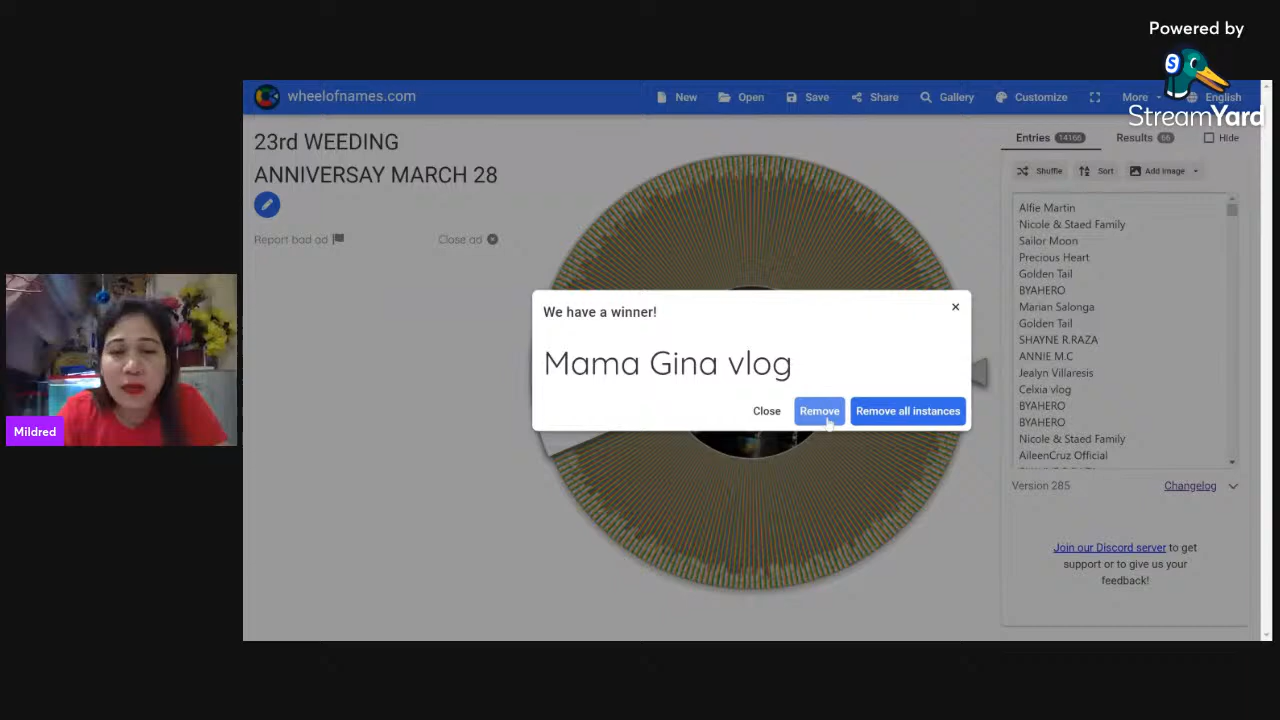 Powered by
StreamYard
wheelofnames.com
New
Open
Save
Share
Gallery
Customize
More
English
23rd WEEDING
ANNIVERSAY MARCH 28
Report bad ad
Close ad
Entries 14166
Results 66
Hide
Shuffle
Sort
Add Image
Alfie Martin
Nicole & Staed Family
Sailor Moon
Precious Heart
Golden Tail
BYAHERO
Marian Salonga
Golden Tail
SHAYNE R.RAZA
ANNIE M.C
Jealyn Villaresis
Celxia vlog
BYAHERO
BYAHERO
Nicole & Staed Family
AileenCruz Official
We have a winner!
Mama Gina vlog
Close
Remove
Remove all instances
Mildred
Version 285
Changelog
Join our Discord server to get
support or to give us your
feedback!